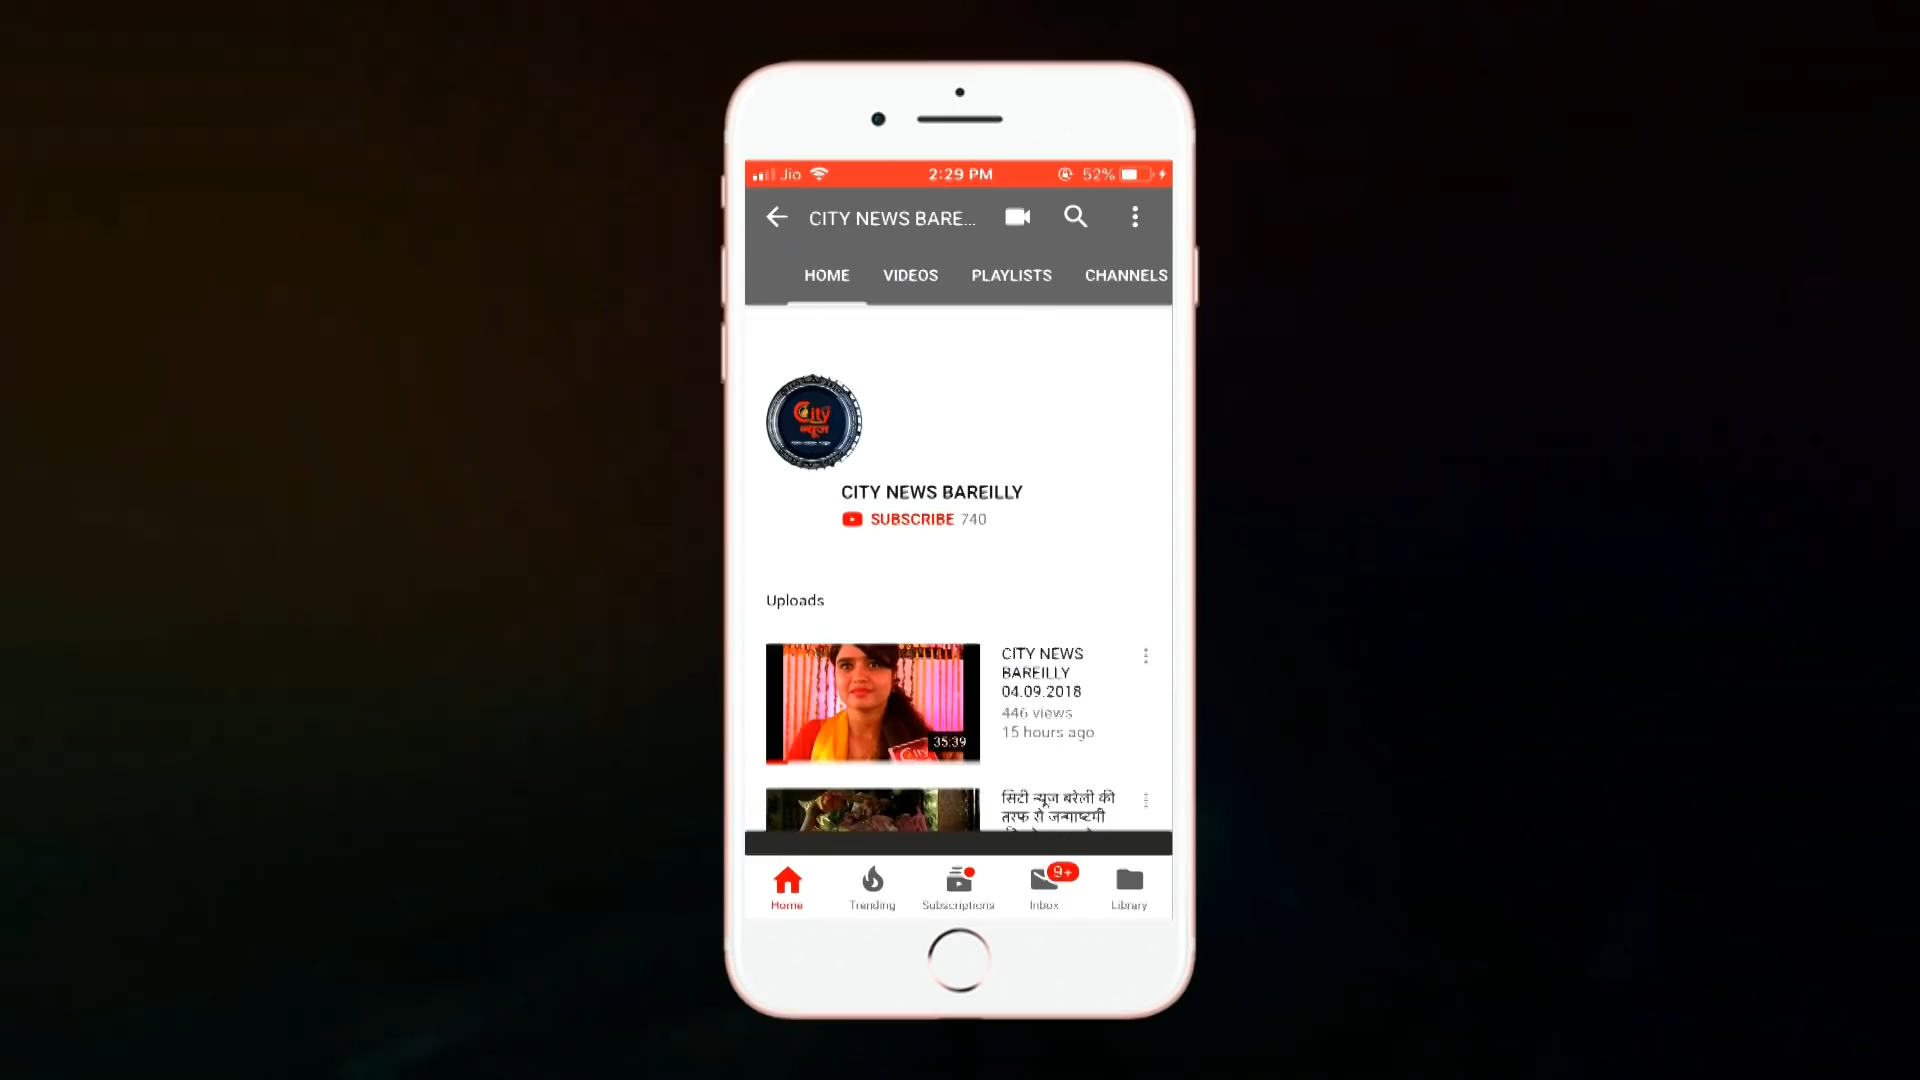 Jio 2:29 PM 52%
CITY NEWS BARE...
HOME VIDEOS PLAYLISTS CHANNELS
City
न्यूज़
CITY NEWS BAREILLY
SUBSCRIBE 740
Uploads
CITY NEWS
BAREILLY
04.09.2018
446 views
15 hours ago
35:39
City
सिटी न्यूज़ बरेली की
तरफ से जन्माष्टमी
9+
Home Trending Subscriptions Inbox Library